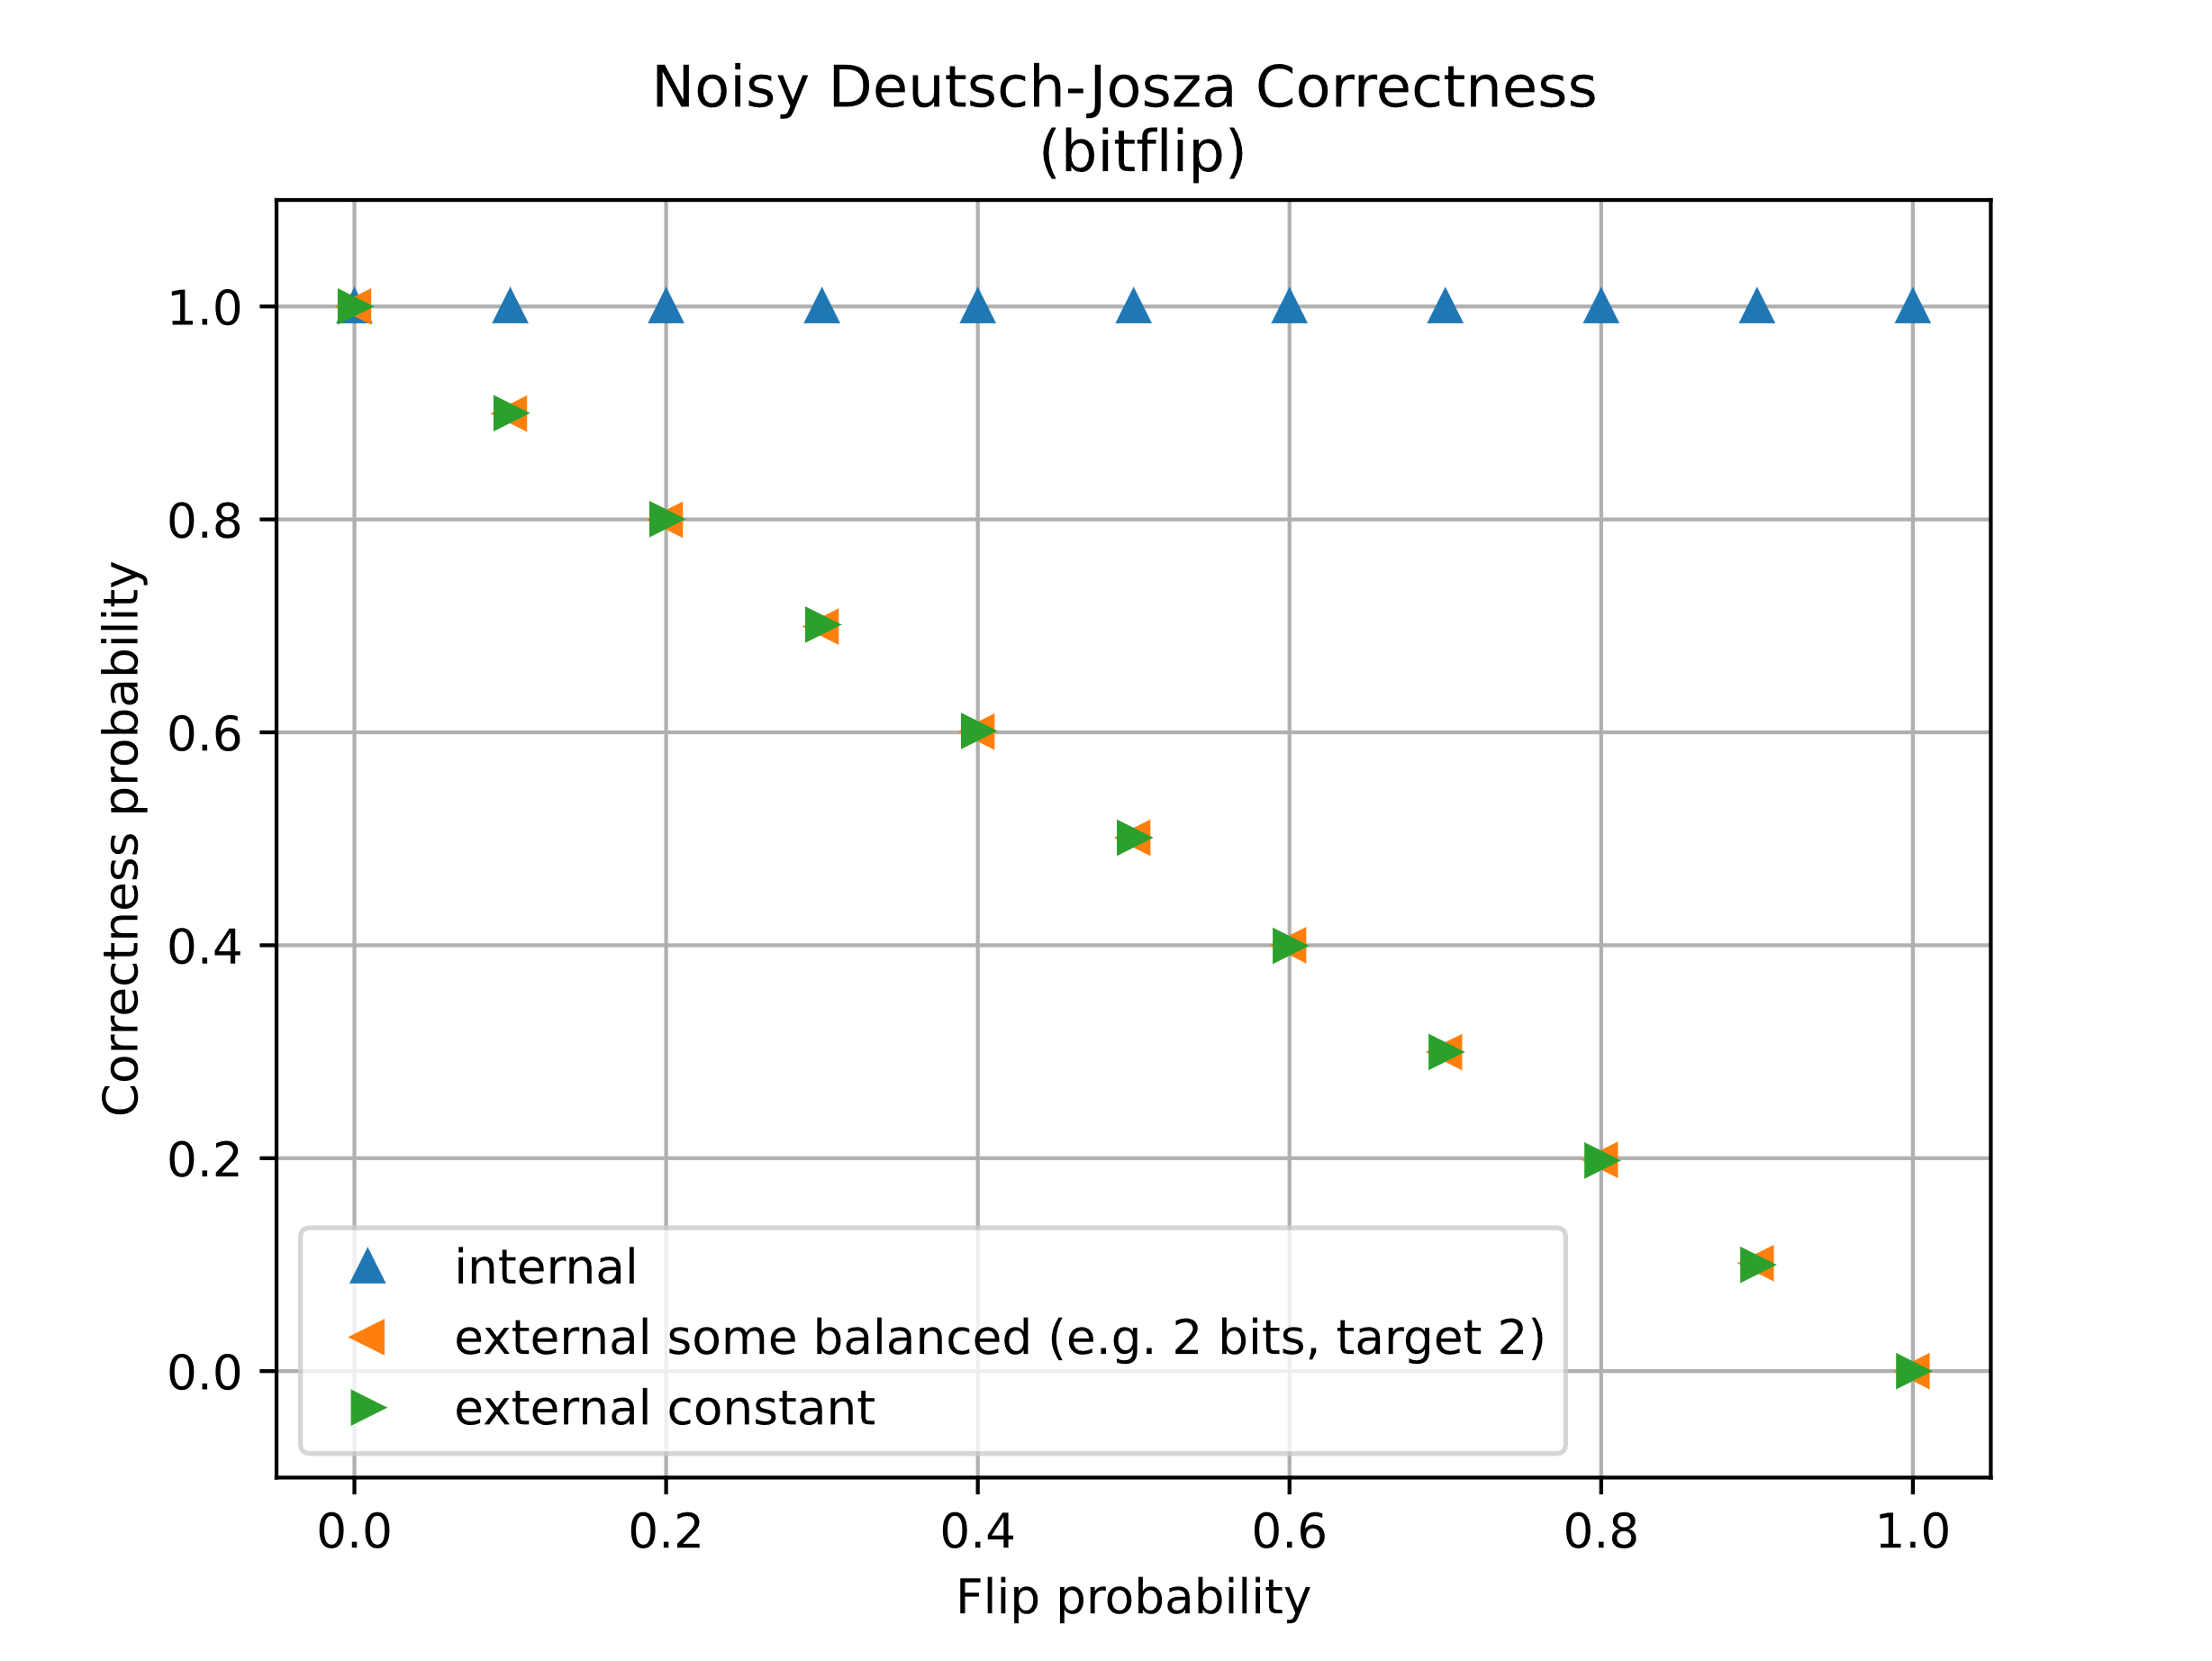 Noisy Deutsch-Josza Correctness
(bitflip)
Correctness probability
1.0
0.8
0.6
0.4
0.2
0.0
internal
external some balanced (e.g. 2 bits, target 2)
external constant
0.0 0.2 0.4 0.6 0.8 1.0
Flip probability